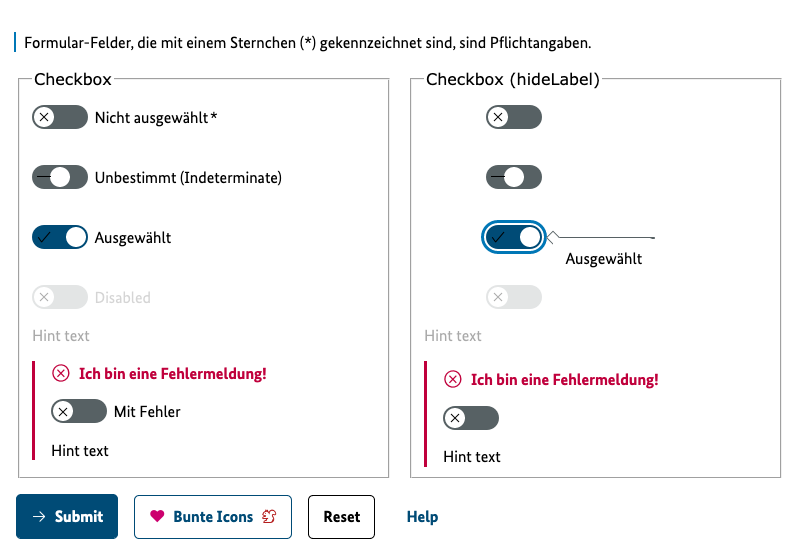 Formular-Felder, die mit einem Sternchen (*) gekennzeichnet sind, sind Pflichtangaben.
Checkbox
Nicht ausgewählt*
Unbestimmt (Indeterminate)
Ausgewählt
Disabled
Hint text
Ich bin eine Fehlermeldung!
Mit Fehler
Hint text
Checkbox (hideLabel)
Ausgewählt
Hint text
Ich bin eine Fehlermeldung!
Hint text
Submit
Bunte Icons
Reset
Help